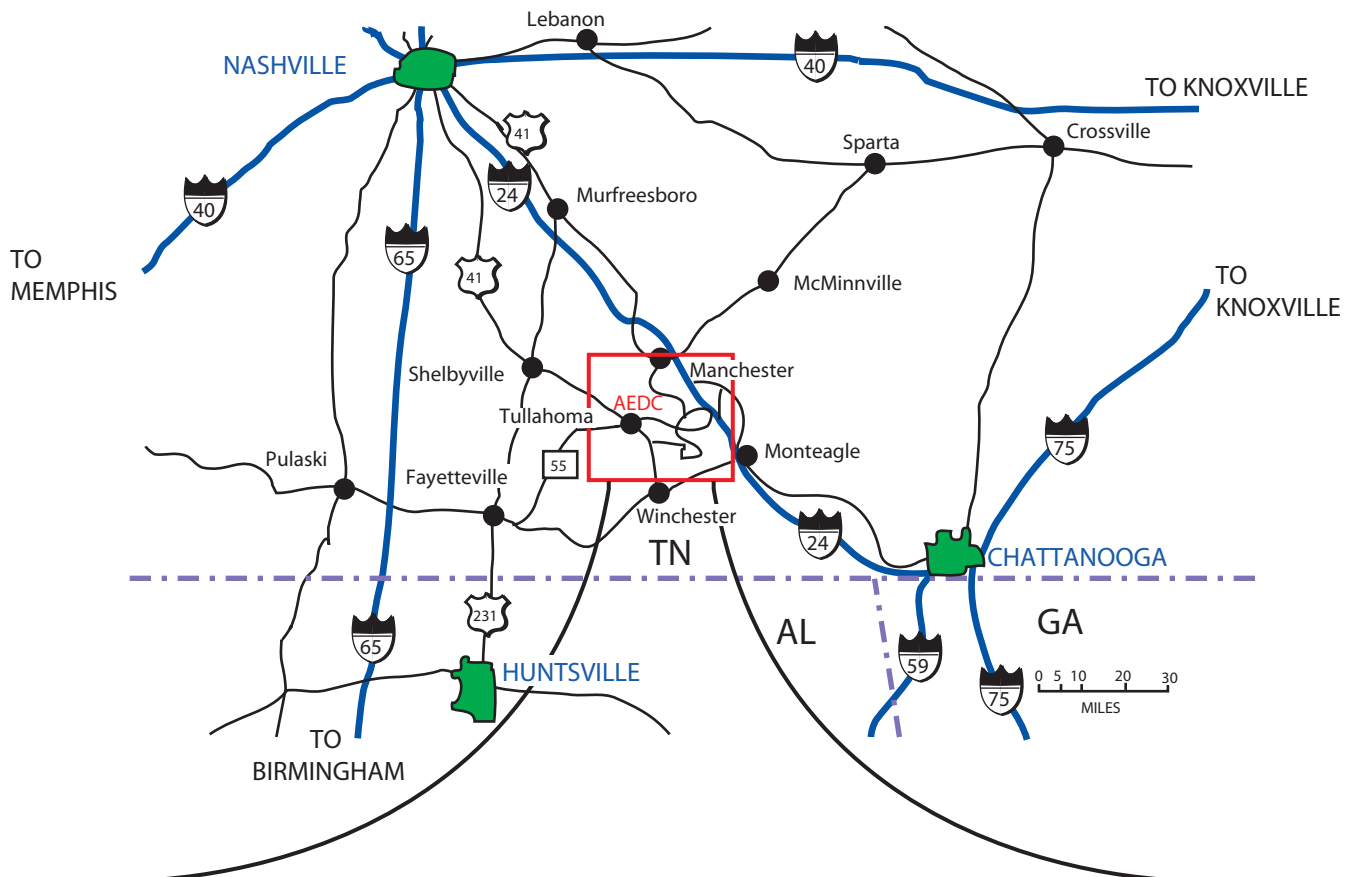 Lebanon
NASHVILLE
40
TO KNOXVILLE
41
Sparta
Crossville
24
Murfreesboro
40
65
TO
MEMPHIS
41
McMinnville
TO
KNOXVILLE
Shelbyville
Manchester
AEDC
Tullahoma
Monteagle
75
Pulaski
Fayetteville
55
Winchester
24
TN
CHATTANOOGA
231
65
AL
GA
59
HUNTSVILLE
75
0 5 10 20 30
MILES
TO
BIRMINGHAM